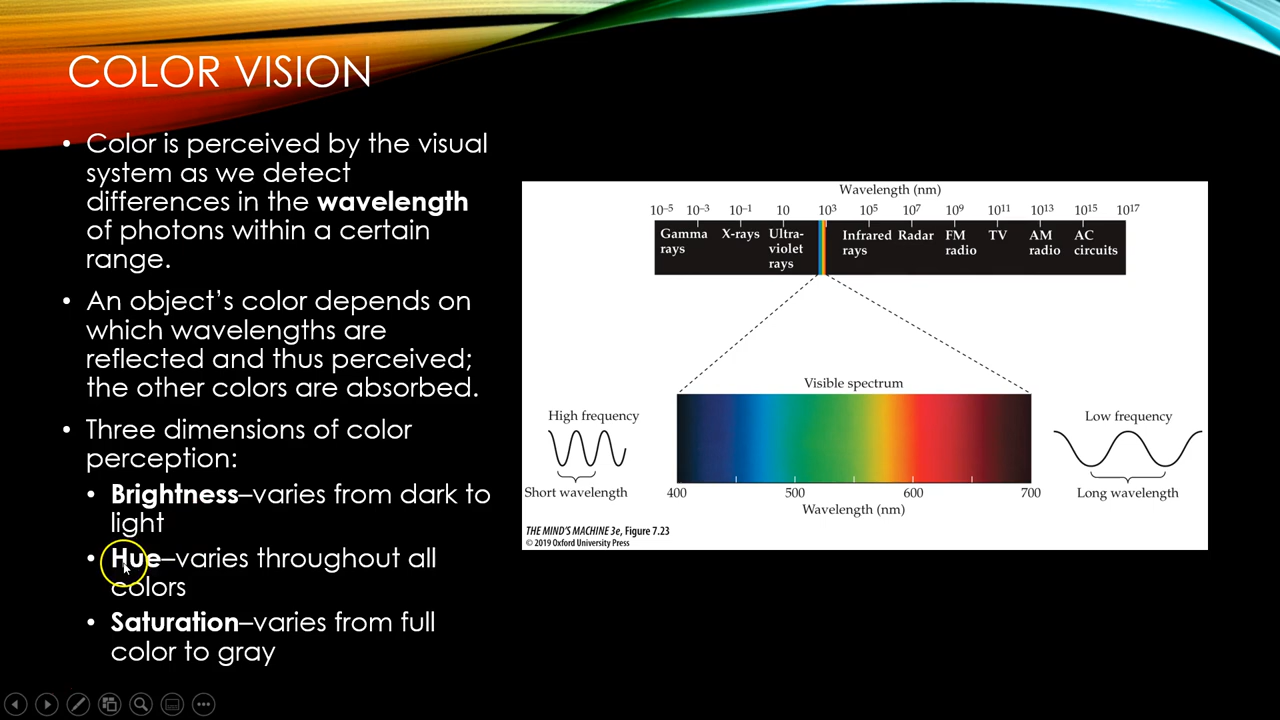 COLOR VISION
• Color is perceived by the visual
system as we detect
differences in the wavelength
of photons within a certain
range.
• An object’s color depends on
which wavelengths are
reflected and thus perceived;
the other colors are absorbed.
• Three dimensions of color
perception:
• Brightness–varies from dark to
light
• Hue–varies throughout all
colors
• Saturation–varies from full
color to gray
Wavelength (nm)
10⁻⁵ 10⁻³ 10⁻¹ 10 10³ 10⁵ 10⁷ 10⁹ 10¹¹ 10¹³ 10¹⁵ 10¹⁷
Gamma
rays
X-rays
Ultra-
violet
rays
Infrared
rays
Radar
FM
radio
TV
AM
radio
AC
circuits
Visible spectrum
High frequency
Short wavelength
Low frequency
Long wavelength
400 500 600 700
Wavelength (nm)
THE MIND’S MACHINE 3e, Figure 7.23
© 2019 Oxford University Press